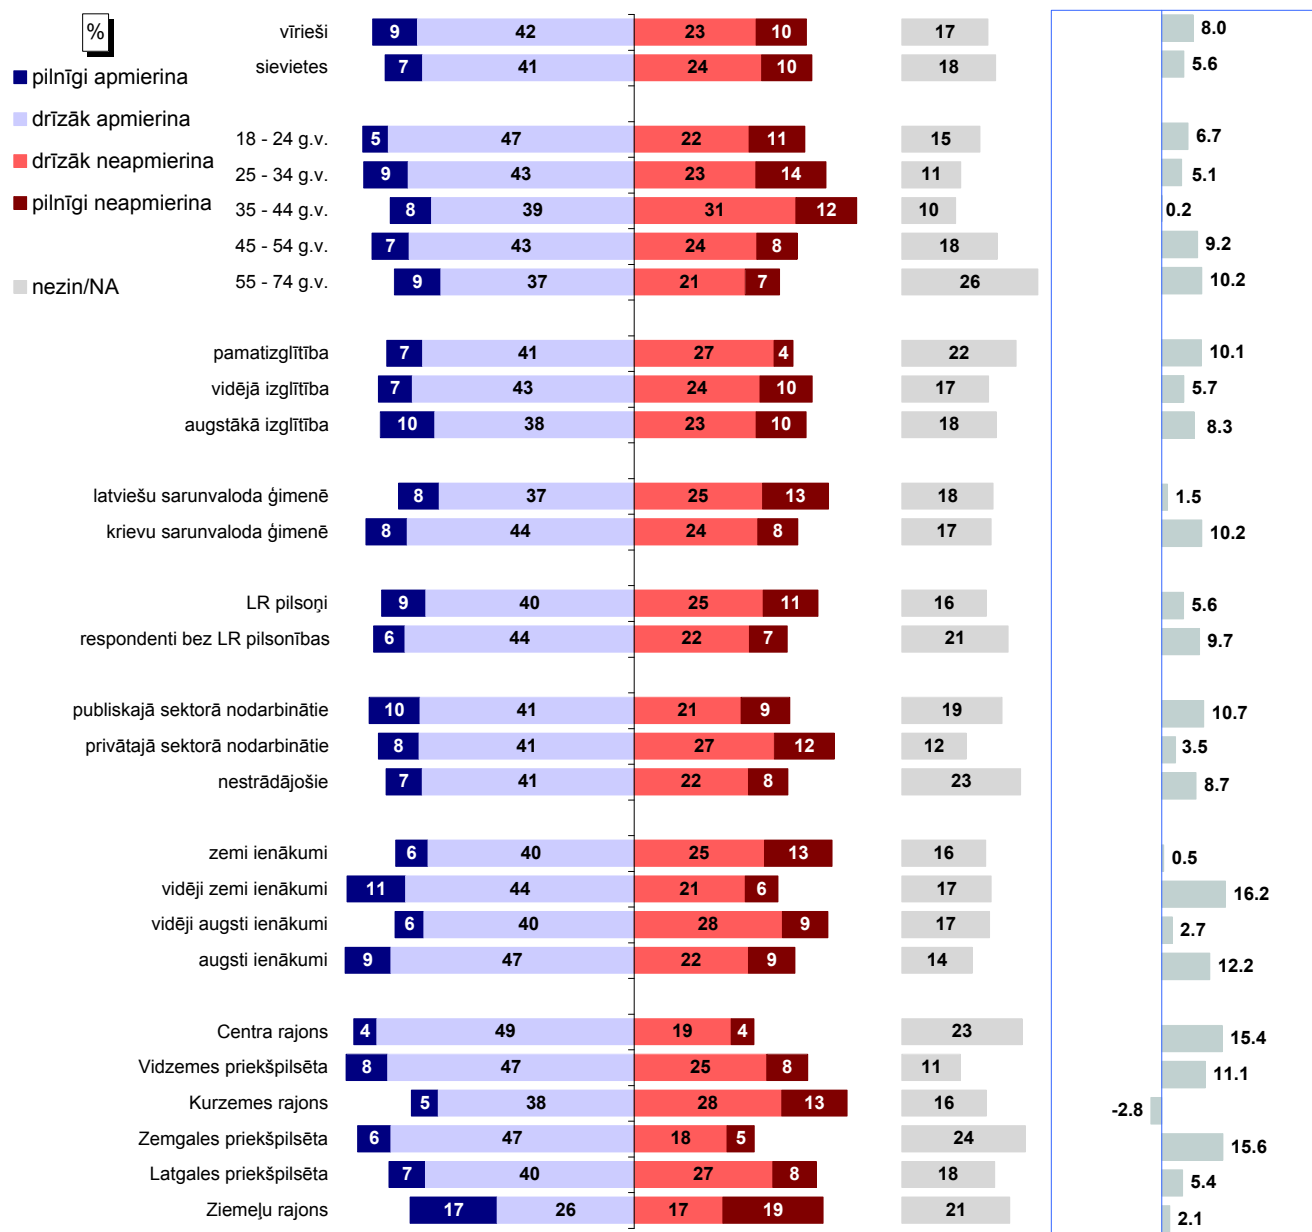 %
pilnīgi apmierina
drīzāk apmierina
drīzāk neapmierina
pilnīgi neapmierina
nezin/NA
vīrieši 9 42 23 10 17 8.0
sievietes 7 41 24 10 18 5.6
18 - 24 g.v. 5 47 22 11 15 6.7
25 - 34 g.v. 9 43 23 14 11 5.1
35 - 44 g.v. 8 39 31 12 10 0.2
45 - 54 g.v. 7 43 24 8 18 9.2
55 - 74 g.v. 9 37 21 7 26 10.2
pamatizglītība 7 41 27 4 22 10.1
vidējā izglītība 7 43 24 10 17 5.7
augstākā izglītība 10 38 23 10 18 8.3
latviešu sarunvaloda ģimenē 8 37 25 13 18 1.5
krievu sarunvaloda ģimenē 8 44 24 8 17 10.2
LR pilsoņi 9 40 25 11 16 5.6
respondenti bez LR pilsonības 6 44 22 7 21 9.7
publiskajā sektorā nodarbinātie 10 41 21 9 19 10.7
privātajā sektorā nodarbinātie 8 41 27 12 12 3.5
nestrādājošie 7 41 22 8 23 8.7
zemi ienākumi 6 40 25 13 16 0.5
vidēji zemi ienākumi 11 44 21 6 17 16.2
vidēji augsti ienākumi 6 40 28 9 17 2.7
augsti ienākumi 9 47 22 9 14 12.2
Centra rajons 4 49 19 4 23 15.4
Vidzemes priekšpilsēta 8 47 25 8 11 11.1
Kurzemes rajons 5 38 28 13 16 -2.8
Zemgales priekšpilsēta 6 47 18 5 24 15.6
Latgales priekšpilsēta 7 40 27 8 18 5.4
Ziemeļu rajons 17 26 17 19 21 2.1